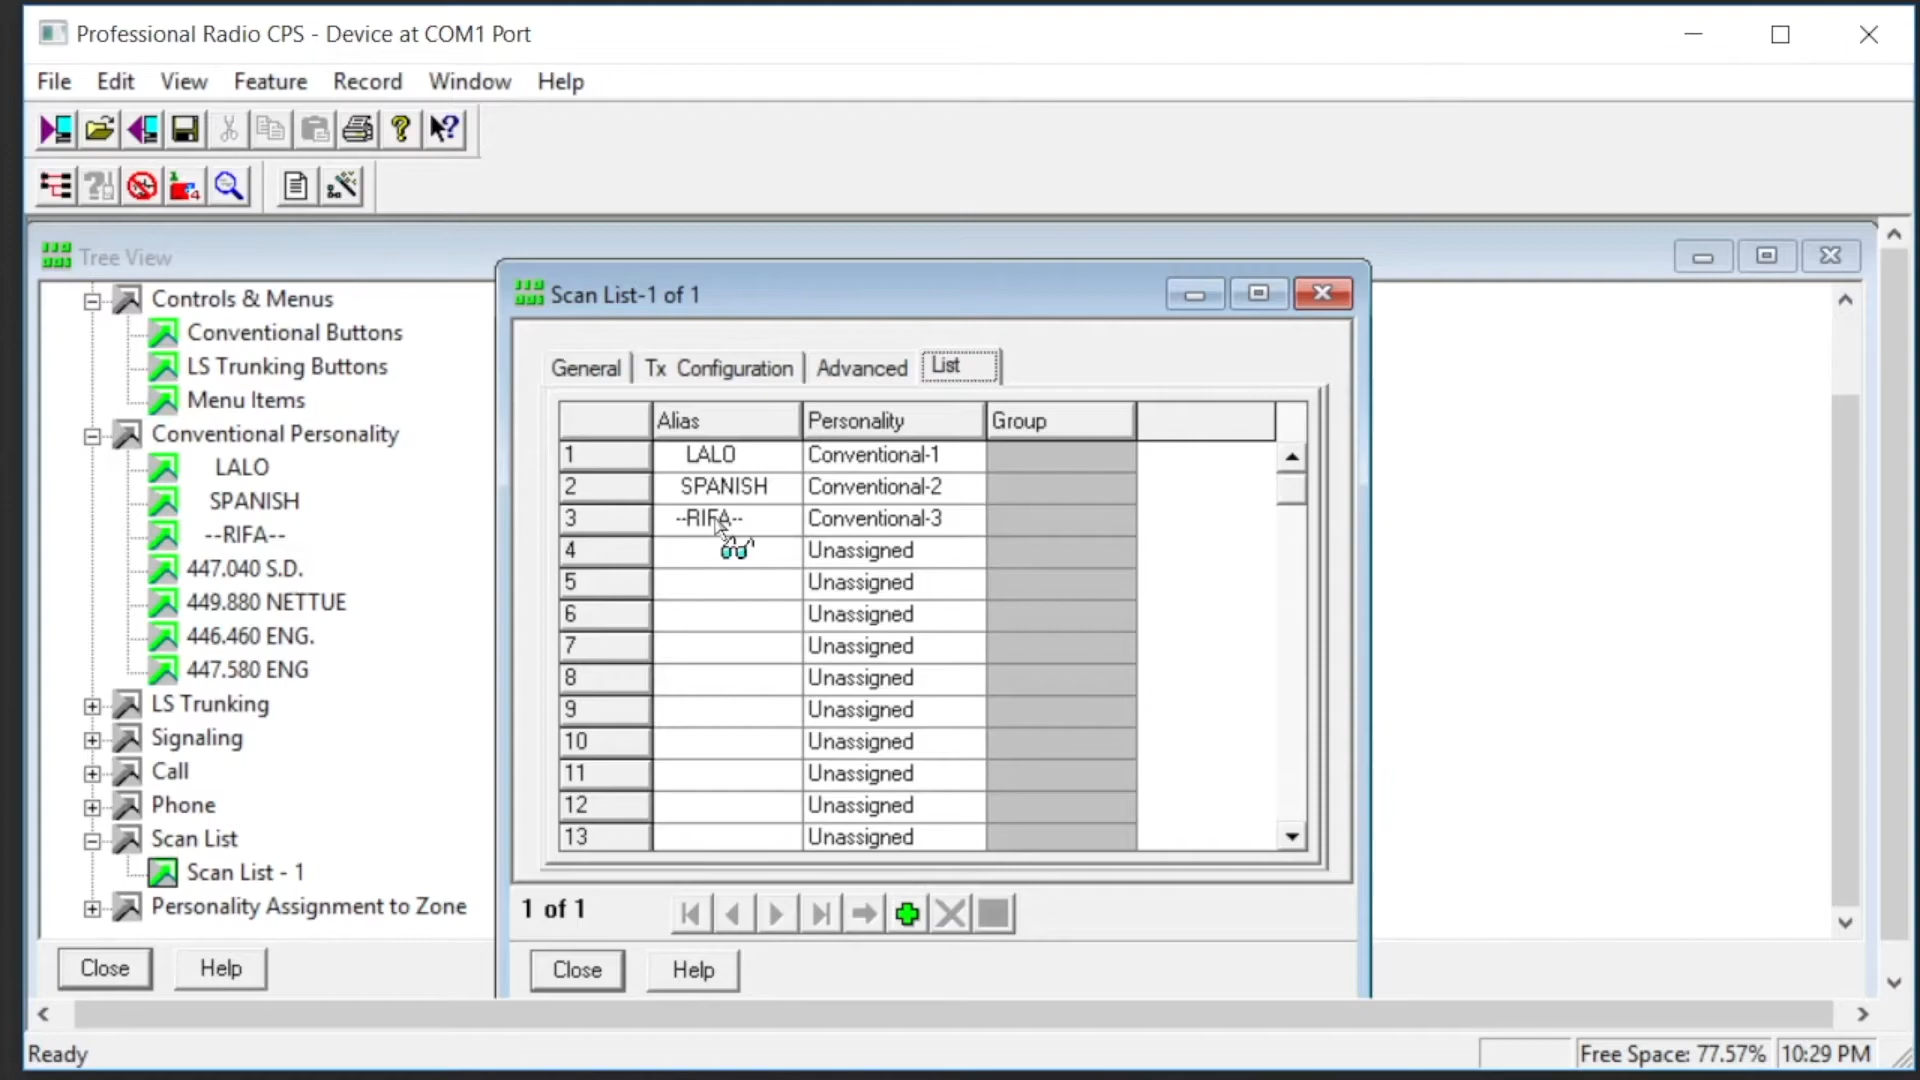 Professional Radio CPS - Device at COM1 Port
File Edit View Feature Record Window Help
Tree View
Controls & Menus
Conventional Buttons
LS Trunking Buttons
Menu Items
Conventional Personality
LALO
SPANISH
--RIFA--
447.040 S.D.
449.880 NETTUE
446.460 ENG.
447.580 ENG
LS Trunking
Signaling
Call
Phone
Scan List
Scan List - 1
Personality Assignment to Zone
Close Help
Scan List-1 of 1
General Tx Configuration Advanced List
Alias Personality Group
1 LALO Conventional-1
2 SPANISH Conventional-2
3 --RIFA-- Conventional-3
4 Unassigned
5 Unassigned
6 Unassigned
7 Unassigned
8 Unassigned
9 Unassigned
10 Unassigned
11 Unassigned
12 Unassigned
13 Unassigned
1 of 1
Close Help
Ready Free Space: 77.57% 10:29 PM